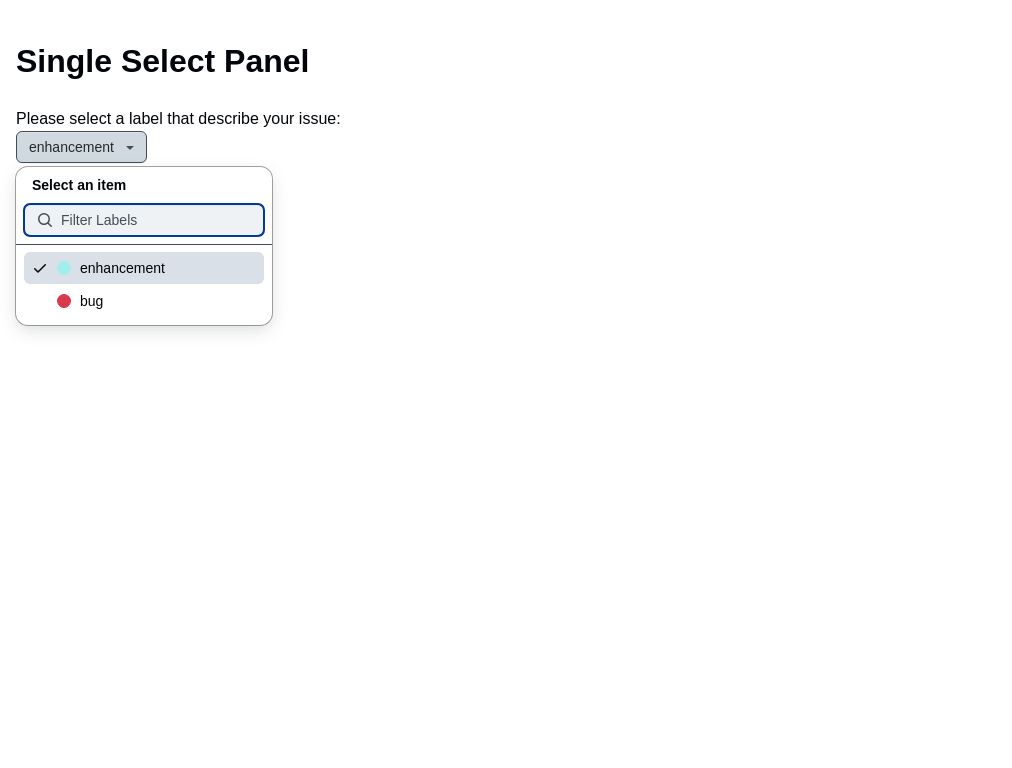 Single Select Panel
Please select a label that describe your issue:
enhancement
Select an item
Filter Labels
enhancement
bug